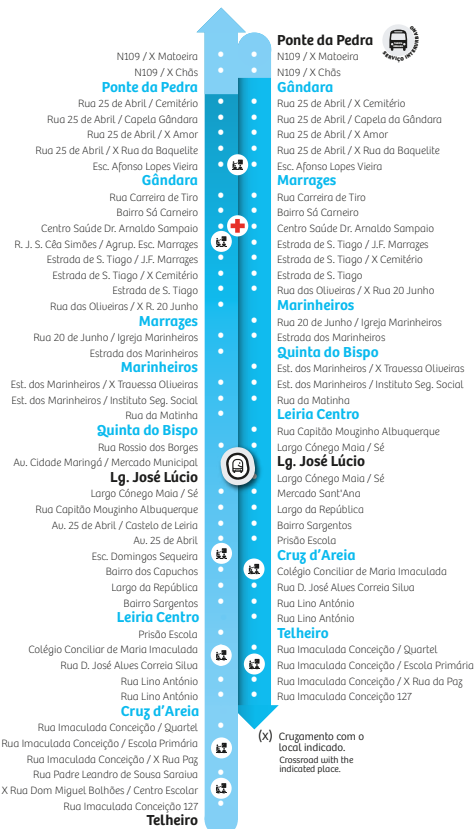 N109 / X Matoeira
N109 / X Chãs
Ponte da Pedra
Rua 25 de Abril / Cemitério
Rua 25 de Abril / Capela Gândara
Rua 25 de Abril / X Amor
Rua 25 de Abril / X Rua da Baquelite
Esc. Afonso Lopes Vieira
Gândara
Rua Carreira de Tiro
Bairro Sá Carneiro
Centro Saúde Dr. Arnaldo Sampaio
R. J. S. Cêa Simões / Agrup. Esc. Marrazes
Estrada de S. Tiago / J.F. Marrazes
Estrada de S. Tiago / X Cemitério
Estrada de S. Tiago
Rua das Oliveiras / X R. 20 Junho
Marrazes
Rua 20 de Junho / Igreja Marinheiros
Estrada dos Marinheiros
Marinheiros
Est. dos Marinheiros / X Travessa Oliveiras
Est. dos Marinheiros / Instituto Seg. Social
Rua da Matinha
Quinta do Bispo
Rua Rossio dos Borges
Av. Cidade Maringá / Mercado Municipal
Lg. José Lúcio
Largo Cónego Maia / Sé
Rua Capitão Mouzinho Albuquerque
Av. 25 de Abril / Castelo de Leiria
Av. 25 de Abril
Esc. Domingos Sequeira
Bairro dos Capuchos
Largo da República
Bairro Sargentos
Leiria Centro
Prisão Escola
Colégio Conciliar de Maria Imaculada
Rua D. José Alves Correia Silva
Rua Lino António
Rua Lino António
Cruz d'Areia
Rua Imaculada Conceição / Quartel
Rua Imaculada Conceição / Escola Primária
Rua Imaculada Conceição / X Rua Paz
Rua Padre Leandro de Sousa Saraiva
X Rua Dom Miguel Bolhões / Centro Escolar
Rua Imaculada Conceição 127
Telheiro
Ponte da Pedra
SERVIÇO INTERURBANO
N109 / X Matoeira
N109 / X Chãs
Gândara
Rua 25 de Abril / X Cemitério
Rua 25 de Abril / Capela da Gândara
Rua 25 de Abril / X Amor
Rua 25 de Abril / X Rua da Baquelite
Esc. Afonso Lopes Vieira
Marrazes
Rua Carreira de Tiro
Bairro Sá Carneiro
Centro Saúde Dr. Arnaldo Sampaio
Estrada de S. Tiago / J.F. Marrazes
Estrada de S. Tiago / X Cemitério
Estrada de S. Tiago
Rua das Oliveiras / X Rua 20 Junho
Marinheiros
Rua 20 de Junho / Igreja Marinheiros
Estrada dos Marinheiros
Quinta do Bispo
Est. dos Marinheiros / X Travessa Oliveiras
Est. dos Marinheiros / Instituto Seg. Social
Rua da Matinha
Leiria Centro
Rua Capitão Mouzinho Albuquerque
Largo Cónego Maia / Sé
Lg. José Lúcio
Largo Cónego Maia / Sé
Mercado Sant'Ana
Largo da República
Bairro Sargentos
Prisão Escola
Cruz d'Areia
Colégio Conciliar de Maria Imaculada
Rua D. José Alves Correia Silva
Rua Lino António
Rua Lino António
Telheiro
Rua Imaculada Conceição / Quartel
Rua Imaculada Conceição / Escola Primária
Rua Imaculada Conceição / X Rua da Paz
Rua Imaculada Conceição 127
(x) Cruzamento com o
local indicado.
Crossroad with the
indicated place.